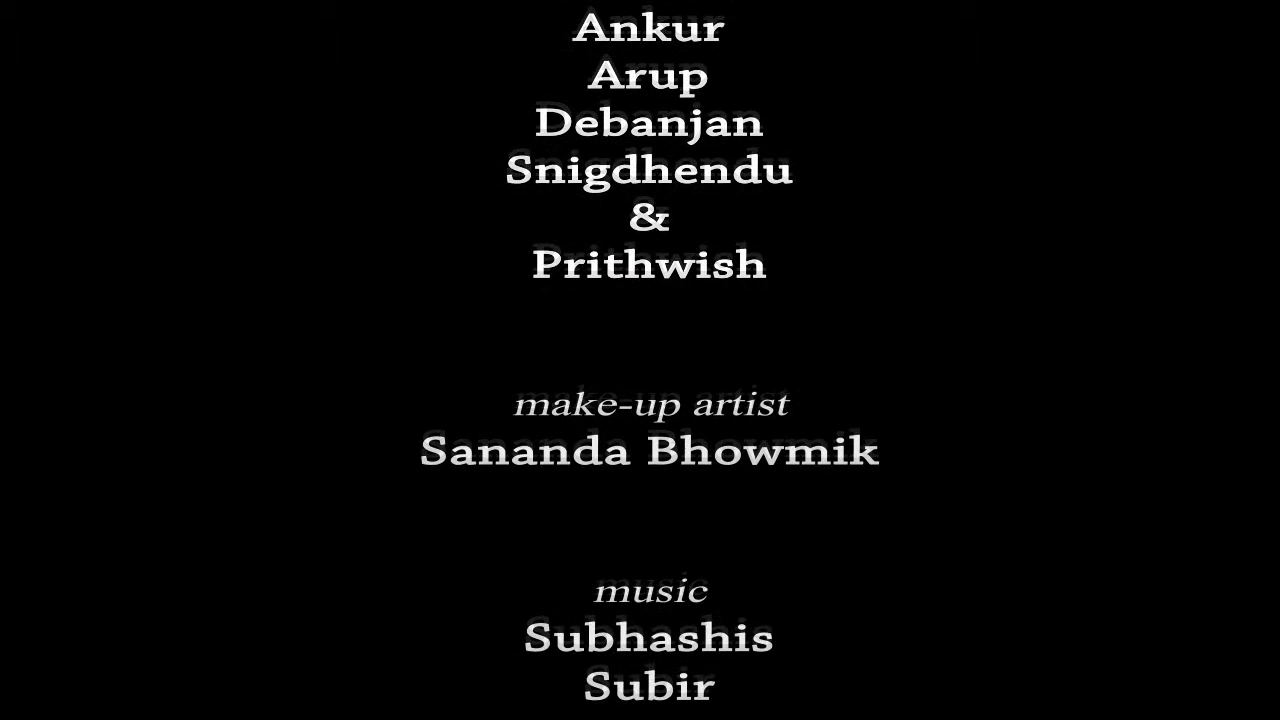 Ankur
Arup
Debanjan
Snigdhendu
&
Prithwish
make-up artist
Sananda Bhowmik
music
Subhashis
Subir